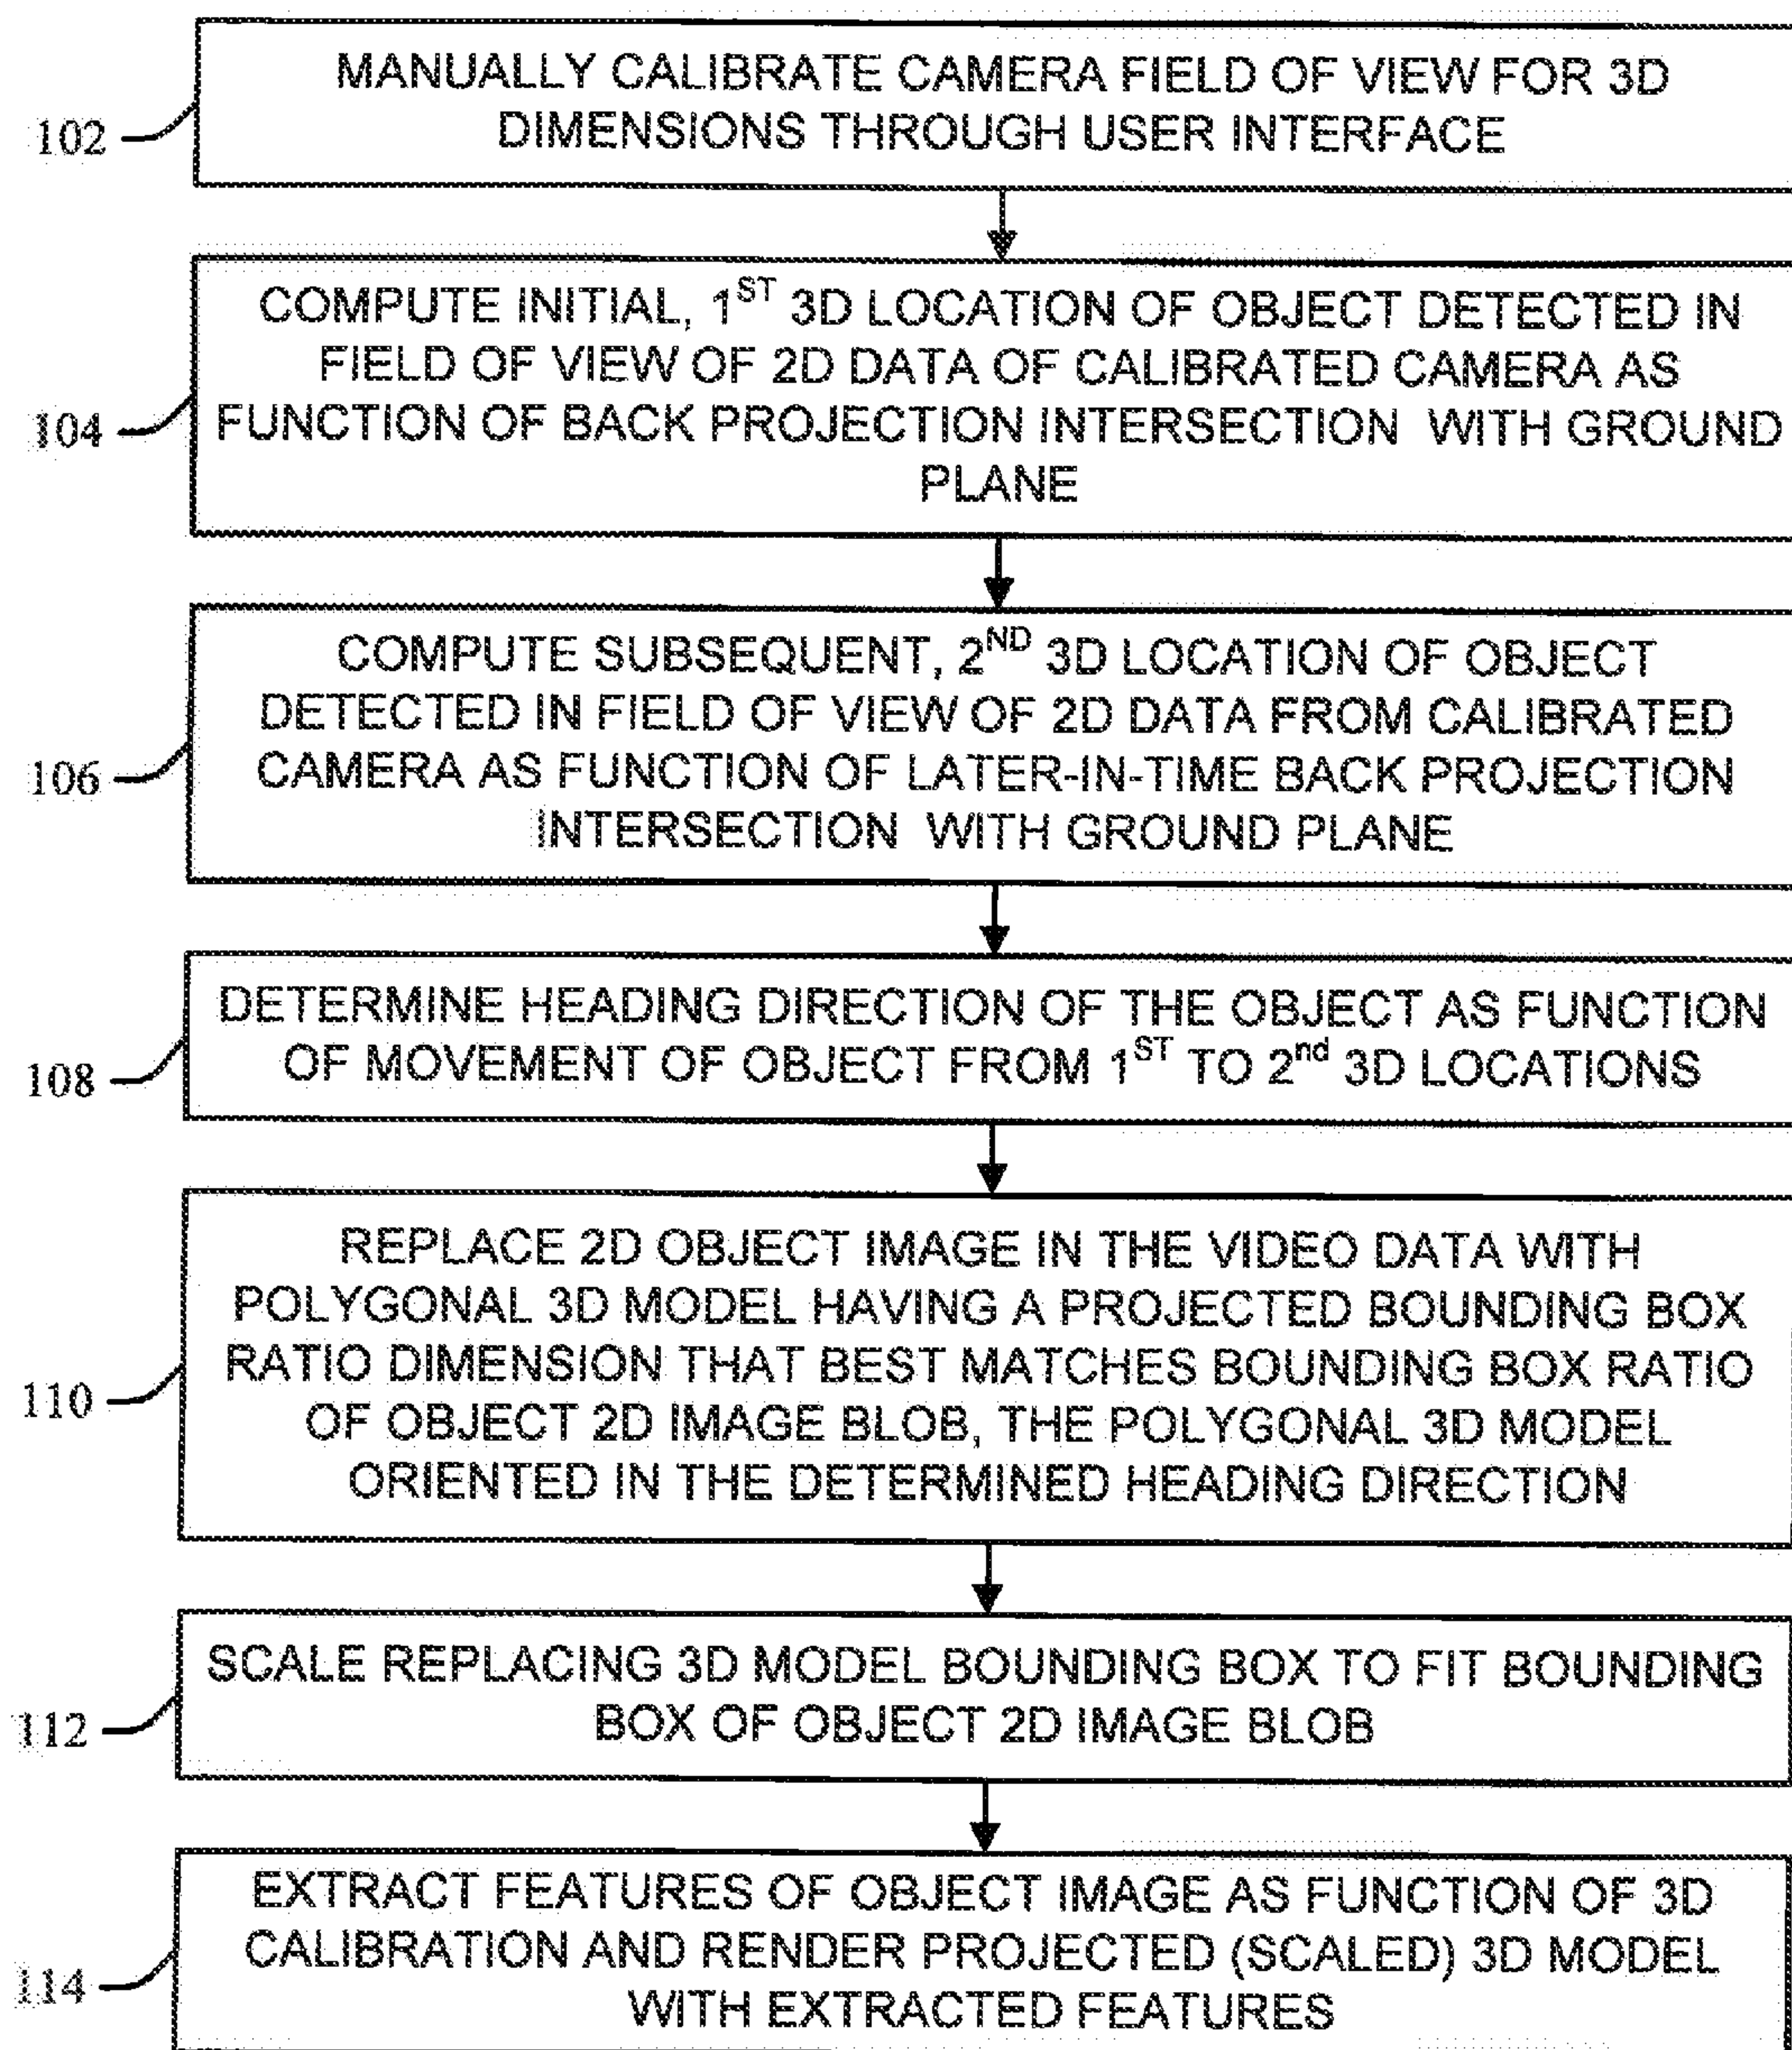 MANUALLY CALIBRATE CAMERA FIELD OF VIEW FOR 3D
DIMENSIONS THROUGH USER INTERFACE
102
COMPUTE INITIAL, 1ST 3D LOCATION OF OBJECT DETECTED IN
FIELD OF VIEW OF 2D DATA OF CALIBRATED CAMERA AS
FUNCTION OF BACK PROJECTION INTERSECTION WITH GROUND
PLANE
104
COMPUTE SUBSEQUENT, 2ND 3D LOCATION OF OBJECT
DETECTED IN FIELD OF VIEW OF 2D DATA FROM CALIBRATED
CAMERA AS FUNCTION OF LATER-IN-TIME BACK PROJECTION
INTERSECTION WITH GROUND PLANE
106
DETERMINE HEADING DIRECTION OF THE OBJECT AS FUNCTION
OF MOVEMENT OF OBJECT FROM 1ST TO 2nd 3D LOCATIONS
108
REPLACE 2D OBJECT IMAGE IN THE VIDEO DATA WITH
POLYGONAL 3D MODEL HAVING A PROJECTED BOUNDING BOX
RATIO DIMENSION THAT BEST MATCHES BOUNDING BOX RATIO
OF OBJECT 2D IMAGE BLOB, THE POLYGONAL 3D MODEL
ORIENTED IN THE DETERMINED HEADING DIRECTION
110
SCALE REPLACING 3D MODEL BOUNDING BOX TO FIT BOUNDING
BOX OF OBJECT 2D IMAGE BLOB
112
EXTRACT FEATURES OF OBJECT IMAGE AS FUNCTION OF 3D
CALIBRATION AND RENDER PROJECTED (SCALED) 3D MODEL
WITH EXTRACTED FEATURES
114